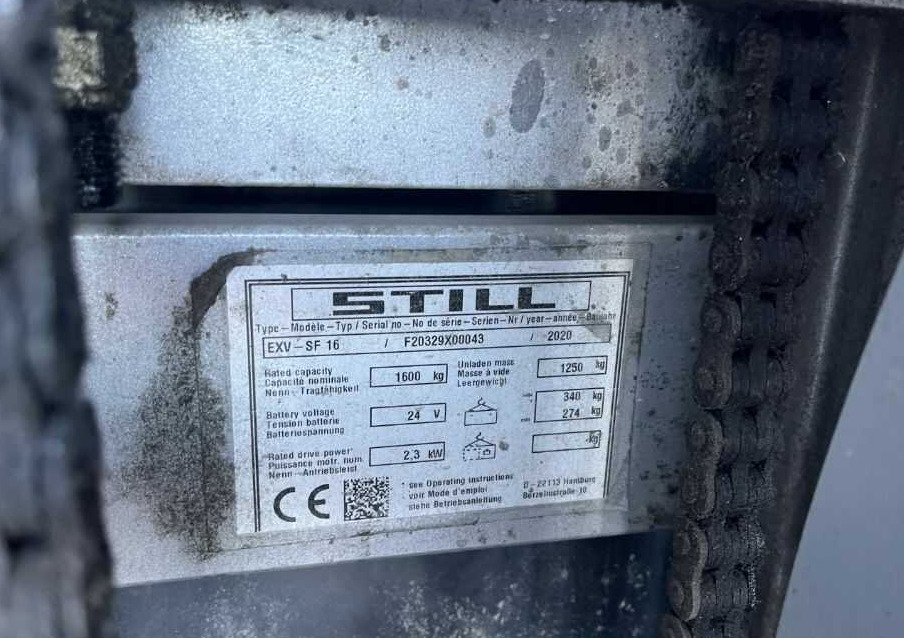 STILL
Type – Modèle – Typ / Serial no – No de série – Serien – Nr / year – année – Baujahr
EXV – SF 16 / F20329X00043 / 2020
Rated capacity
Capacité nominale
Nenn – Tragfähigkeit
1600 kg
Unladen mass
Masse à vide
Leergewicht
1250 kg
Battery voltage
Tension batterie
Batteriespannung
24 V
340 kg
274 kg
Rated drive power
Puissance motr. nom.
Nenn – Antriebsleist
2,3 kW
kg
CE
* see Operating instructions
voir Mode d'emploi
siehe Betriebsanleitung
D – 22113 Hamburg
Berzeliusstraße 10